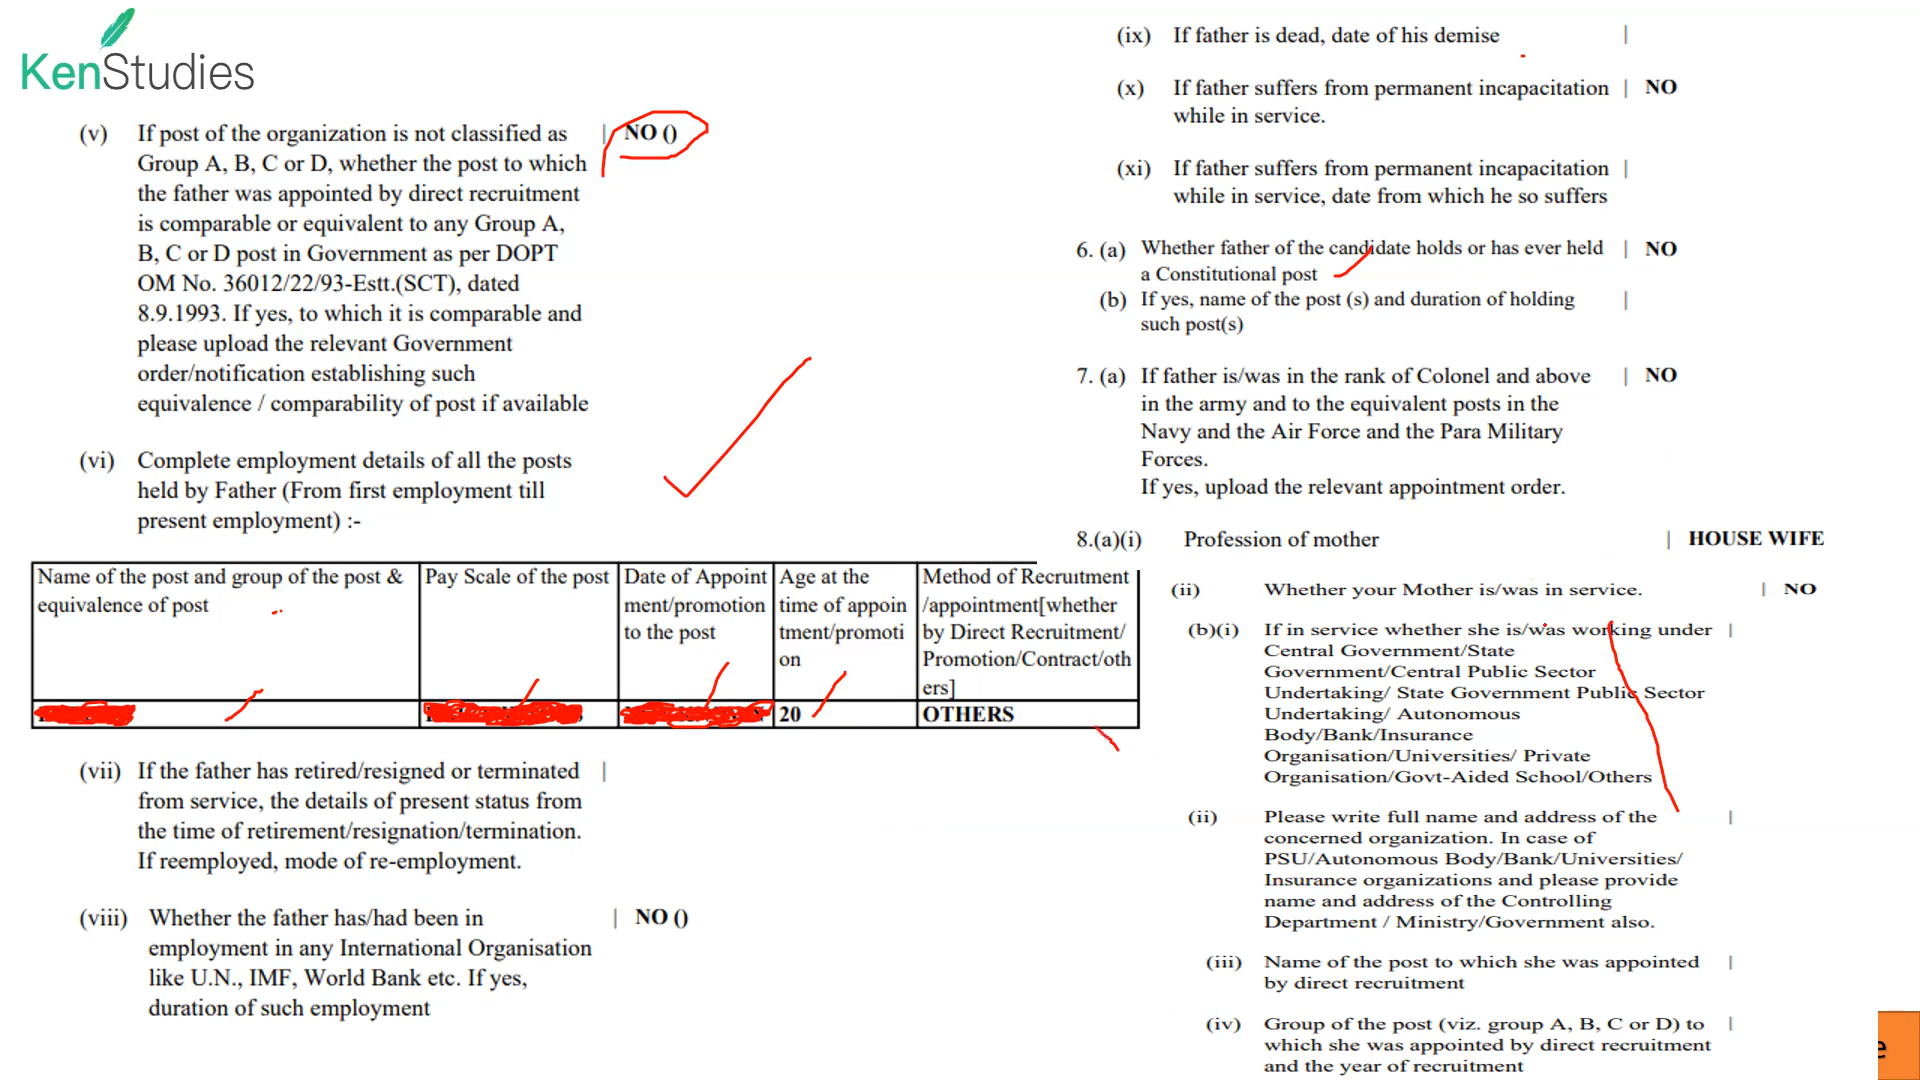 KenStudies
(v) If post of the organization is not classified as | NO ()
Group A, B, C or D, whether the post to which
the father was appointed by direct recruitment
is comparable or equivalent to any Group A,
B, C or D post in Government as per DOPT
OM No. 36012/22/93-Estt.(SCT), dated
8.9.1993. If yes, to which it is comparable and
please upload the relevant Government
order/notification establishing such
equivalence / comparability of post if available
(vi) Complete employment details of all the posts
held by Father (From first employment till
present employment) :-
Name of the post and group of the post &
equivalence of post
Pay Scale of the post
Date of Appoint
ment/promotion
to the post
Age at the
time of appoin
tment/promoti
on
Method of Recruitment
/appointment[whether
by Direct Recruitment/
Promotion/Contract/oth
ers]
20
OTHERS
(vii) If the father has retired/resigned or terminated |
from service, the details of present status from
the time of retirement/resignation/termination.
If reemployed, mode of re-employment.
(viii) Whether the father has/had been in | NO ()
employment in any International Organisation
like U.N., IMF, World Bank etc. If yes,
duration of such employment
(ix) If father is dead, date of his demise |
(x) If father suffers from permanent incapacitation | NO
while in service.
(xi) If father suffers from permanent incapacitation |
while in service, date from which he so suffers
6. (a) Whether father of the candidate holds or has ever held | NO
a Constitutional post
(b) If yes, name of the post (s) and duration of holding |
such post(s)
7. (a) If father is/was in the rank of Colonel and above | NO
in the army and to the equivalent posts in the
Navy and the Air Force and the Para Military
Forces.
If yes, upload the relevant appointment order.
8.(a)(i) Profession of mother | HOUSE WIFE
(ii) Whether your Mother is/was in service. | NO
(b)(i) If in service whether she is/was working under |
Central Government/State
Government/Central Public Sector
Undertaking/ State Government Public Sector
Undertaking/ Autonomous
Body/Bank/Insurance
Organisation/Universities/ Private
Organisation/Govt-Aided School/Others
(ii) Please write full name and address of the |
concerned organization. In case of
PSU/Autonomous Body/Bank/Universities/
Insurance organizations and please provide
name and address of the Controlling
Department / Ministry/Government also.
(iii) Name of the post to which she was appointed |
by direct recruitment
(iv) Group of the post (viz. group A, B, C or D) to |
which she was appointed by direct recruitment
and the year of recruitment